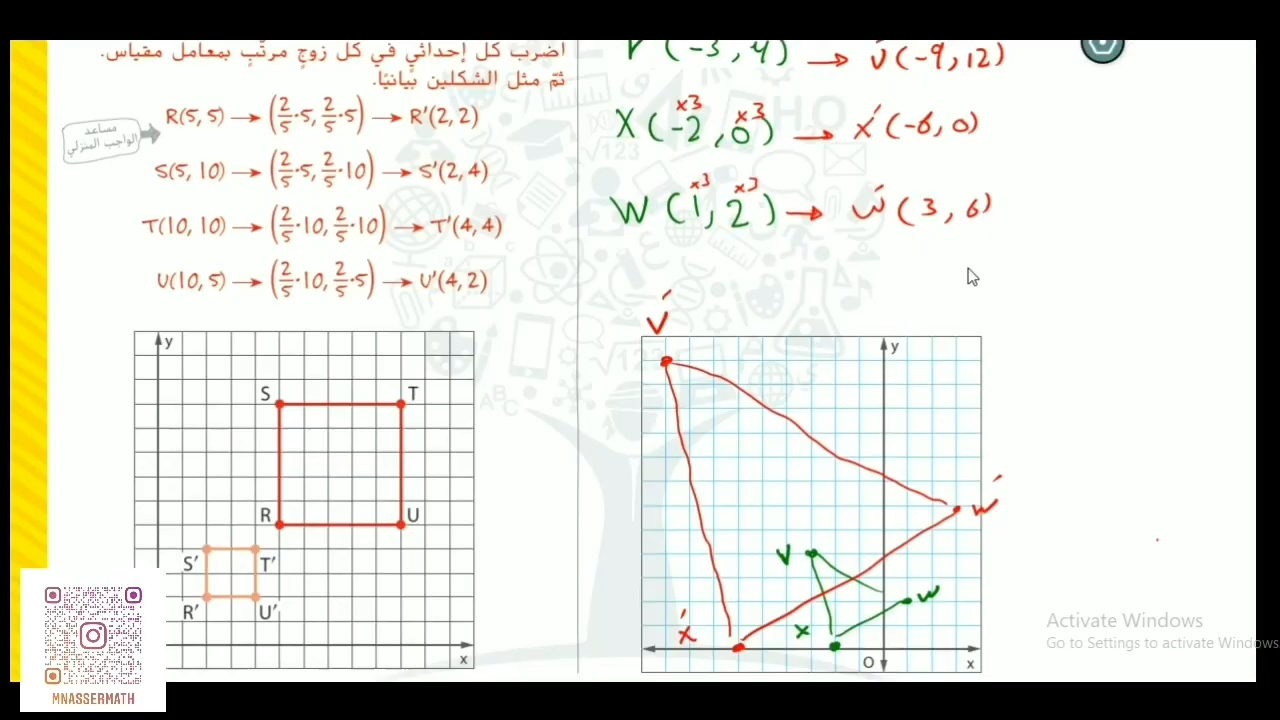 اضرب كل إحداثي في كل زوج مرتّب بمعامل مقياس.
ثمّ مثل الشكلين بيانيًا.
مساعد
الواجب المنزلي
R(5, 5) → (2/5·5, 2/5·5) → R′(2, 2)
S(5, 10) → (2/5·5, 2/5·10) → S′(2, 4)
T(10, 10) → (2/5·10, 2/5·10) → T′(4, 4)
U(10, 5) → (2/5·10, 2/5·5) → U′(4, 2)
y
S T
R U
S′ T′
R′ U′
x
V(-3, 4) → V́(-9, 12)
x3 x3
X(-2, 0) → X́(-6, 0)
x3 x3
W(1, 2) → Ẃ(3, 6)
V́
y
Ẃ
V
W
X́ X
O x
MNASSERMATH
Activate Windows
Go to Settings to activate Windows